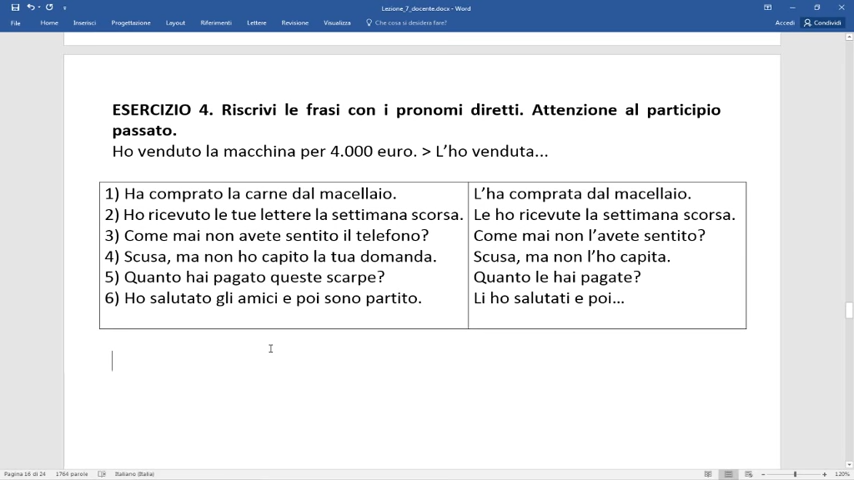 Lezione_7_docente.docx - Word
File Home Inserisci Progettazione Layout Riferimenti Lettere Revisione Visualizza Che cosa si desidera fare? Accedi Condividi
ESERCIZIO 4. Riscrivi le frasi con i pronomi diretti. Attenzione al participio
passato.
Ho venduto la macchina per 4.000 euro. > L’ho venduta...
1) Ha comprato la carne dal macellaio.
2) Ho ricevuto le tue lettere la settimana scorsa.
3) Come mai non avete sentito il telefono?
4) Scusa, ma non ho capito la tua domanda.
5) Quanto hai pagato queste scarpe?
6) Ho salutato gli amici e poi sono partito.
L’ha comprata dal macellaio.
Le ho ricevute la settimana scorsa.
Come mai non l’avete sentito?
Scusa, ma non l’ho capita.
Quanto le hai pagate?
Li ho salutati e poi…
Pagina 16 di 24 1764 parole Italiano (Italia) 120%